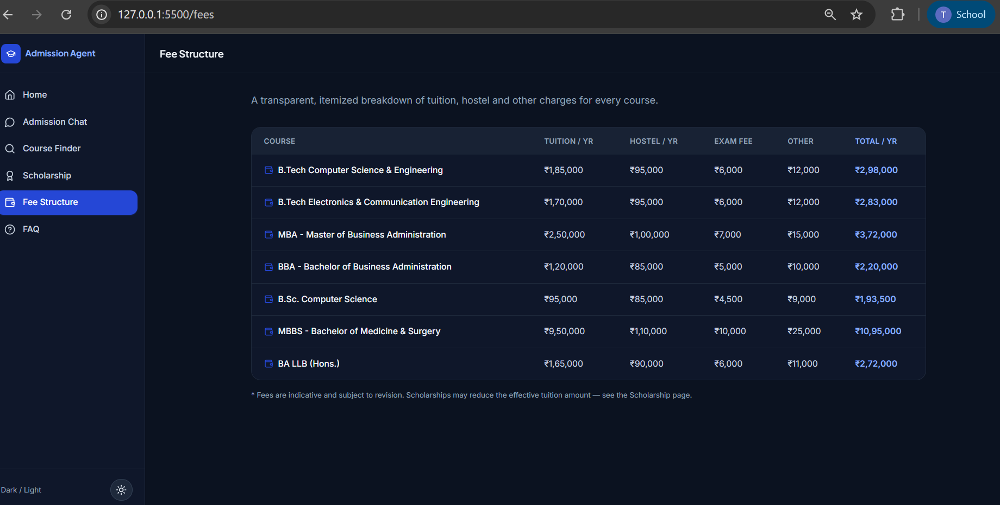 127.0.0.1:5500/fees
T School
Admission Agent
Fee Structure
Home
Admission Chat
Course Finder
Scholarship
Fee Structure
FAQ
Dark / Light
A transparent, itemized breakdown of tuition, hostel and other charges for every course.
COURSE TUITION / YR HOSTEL / YR EXAM FEE OTHER TOTAL / YR
B.Tech Computer Science & Engineering ₹1,85,000 ₹95,000 ₹6,000 ₹12,000 ₹2,98,000
B.Tech Electronics & Communication Engineering ₹1,70,000 ₹95,000 ₹6,000 ₹12,000 ₹2,83,000
MBA - Master of Business Administration ₹2,50,000 ₹1,00,000 ₹7,000 ₹15,000 ₹3,72,000
BBA - Bachelor of Business Administration ₹1,20,000 ₹85,000 ₹5,000 ₹10,000 ₹2,20,000
B.Sc. Computer Science ₹95,000 ₹85,000 ₹4,500 ₹9,000 ₹1,93,500
MBBS - Bachelor of Medicine & Surgery ₹9,50,000 ₹1,10,000 ₹10,000 ₹25,000 ₹10,95,000
BA LLB (Hons.) ₹1,65,000 ₹90,000 ₹6,000 ₹11,000 ₹2,72,000
* Fees are indicative and subject to revision. Scholarships may reduce the effective tuition amount — see the Scholarship page.